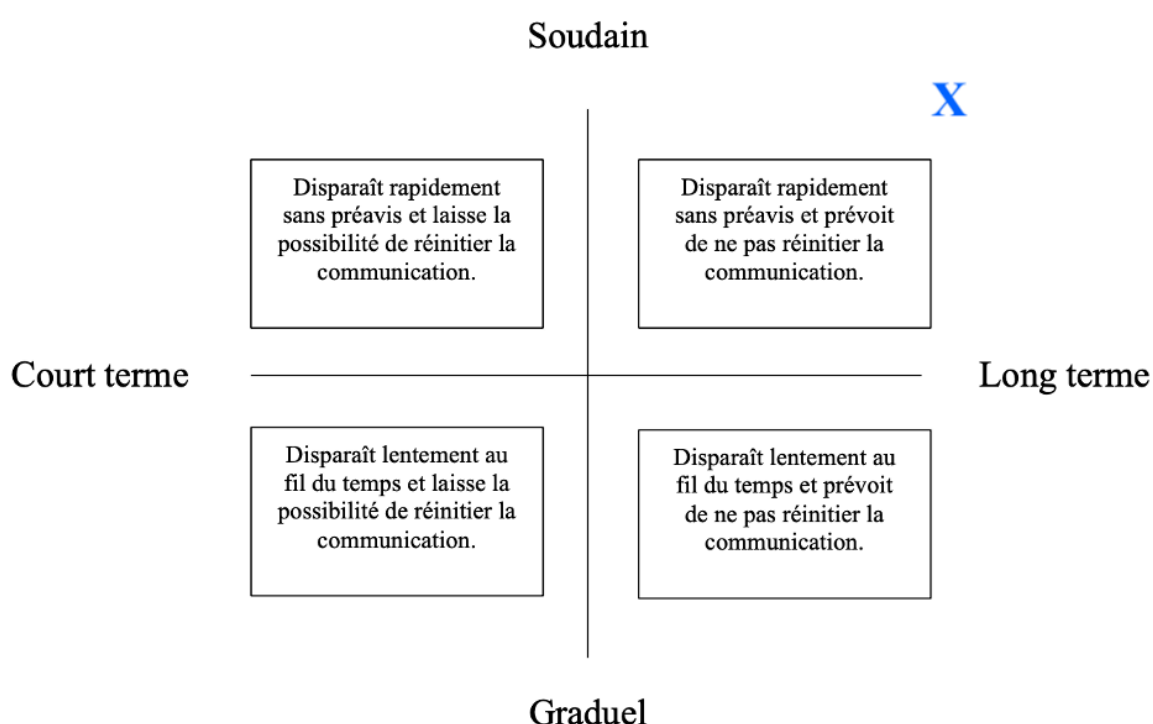 Soudain
X
Disparaît rapidement
sans préavis et laisse la
possibilité de réinitier la
communication.
Disparaît rapidement
sans préavis et prévoit
de ne pas réinitier la
communication.
Court terme
Long terme
Disparaît lentement au
fil du temps et laisse la
possibilité de réinitier la
communication.
Disparaît lentement au
fil du temps et prévoit
de ne pas réinitier la
communication.
Graduel